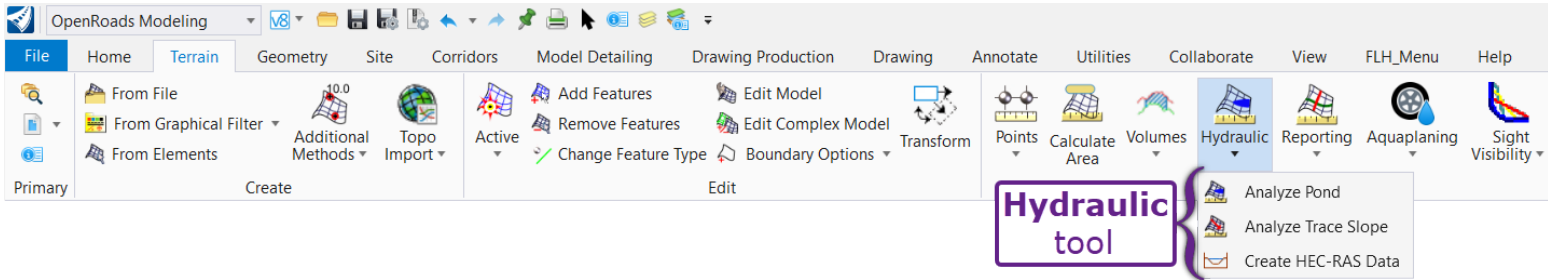 OpenRoads Modeling
V8
File Home Terrain Geometry Site Corridors Model Detailing Drawing Production Drawing Annotate Utilities Collaborate View FLH_Menu Help
From File
From Graphical Filter
From Elements
10.0
Additional
Methods
Topo
Import
Active
Add Features
Remove Features
Change Feature Type
Edit Model
Edit Complex Model
Boundary Options
Transform
Points
Calculate
Area
Volumes
Hydraulic
Reporting
Aquaplaning
Sight
Visibility
Primary
Create
Edit
Hydraulic
tool
Analyze Pond
Analyze Trace Slope
Create HEC-RAS Data